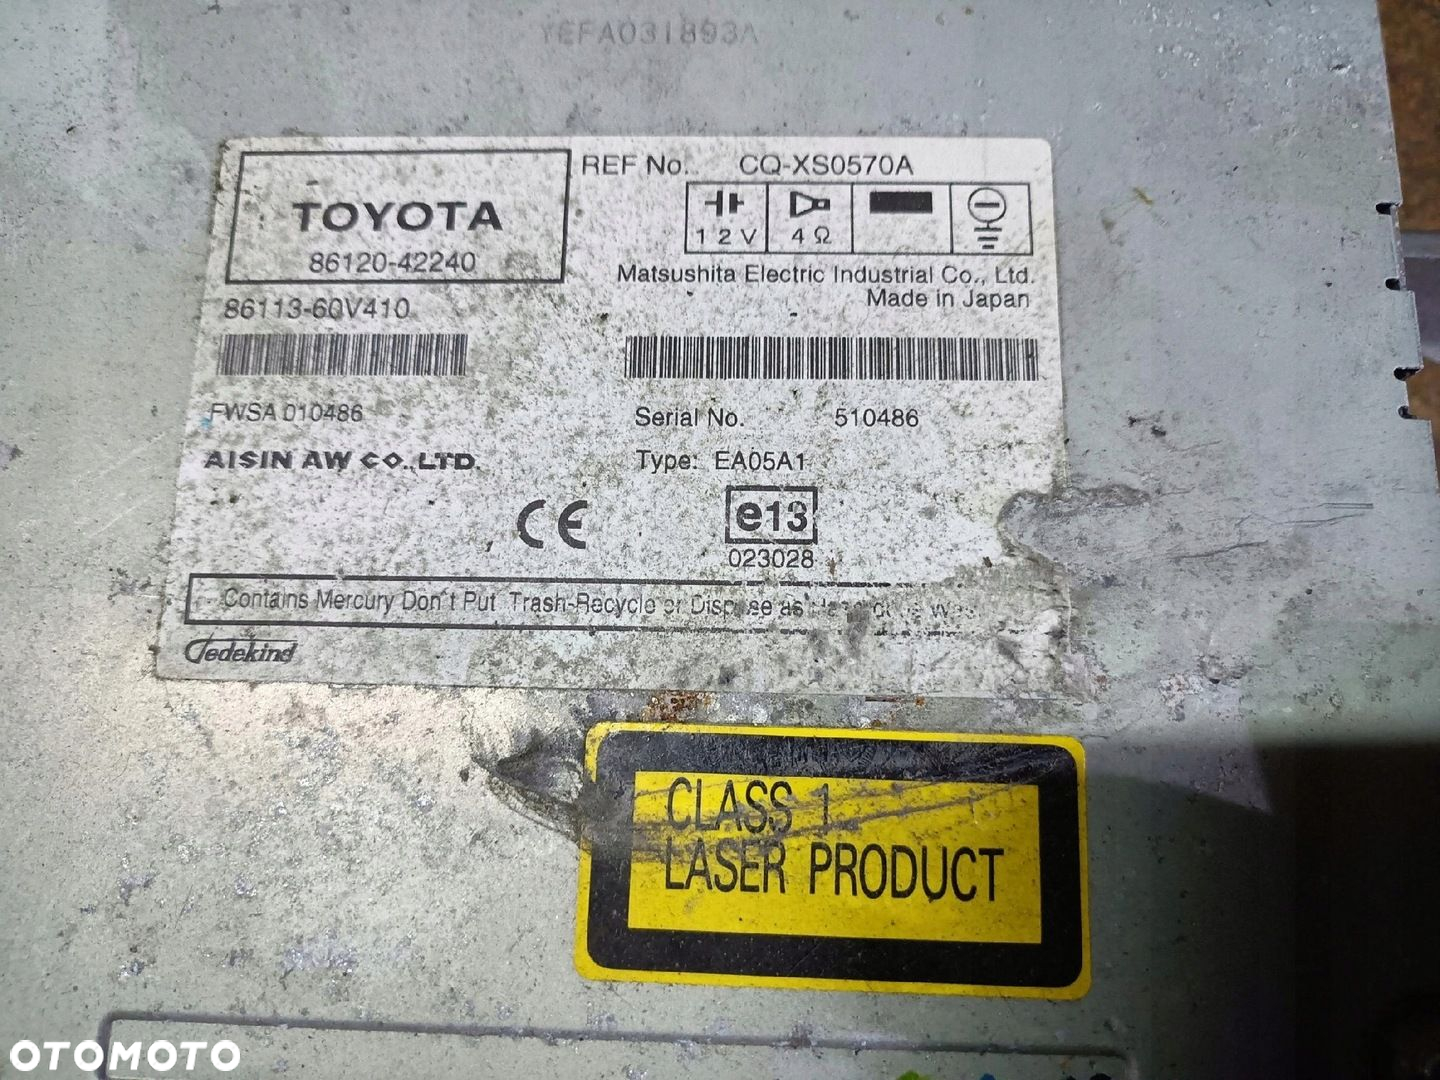 YEFA031893A
REF No.. CQ-XS0570A
TOYOTA
86120-42240
12V 4Ω
Matsushita Electric Industrial Co., Ltd.
Made in Japan
86113-60V410
FWSA 010486
Serial No. 510486
AISIN AW CO., LTD.
Type: EA05A1
CE
e13
023028
Contains Mercury Don't Put Trash-Recycle or Dispose as
CLASS 1
LASER PRODUCT
OTOMOTO